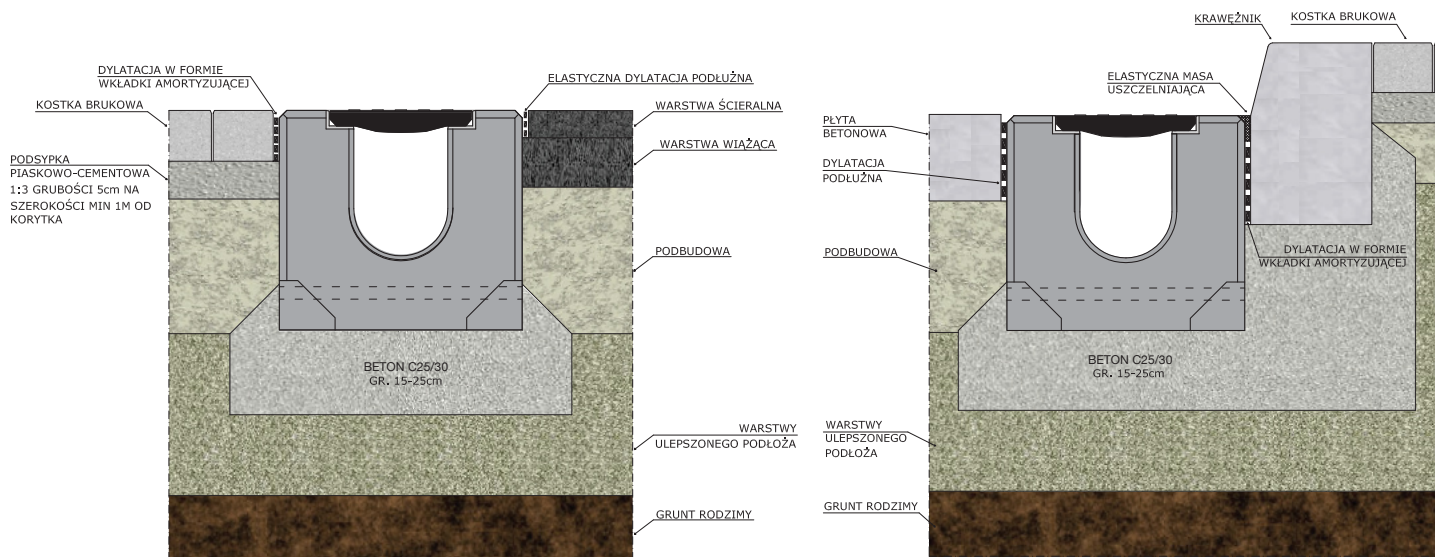 DYLATACJA W FORMIE
WKŁADKI AMORTYZUJĄCEJ
KOSTKA BRUKOWA
PODSYPKA
PIASKOWO-CEMENTOWA
1:3 GRUBOŚCI 5cm NA
SZEROKOŚCI MIN 1M OD
KORYTKA
ELASTYCZNA DYLATACJA PODŁUŻNA
WARSTWA ŚCIERALNA
WARSTWA WIĄŻĄCA
PODBUDOWA
BETON C25/30
GR. 15-25cm
WARSTWY
ULEPSZONEGO PODŁOŻA
GRUNT RODZIMY
KRAWĘŻNIK
KOSTKA BRUKOWA
ELASTYCZNA MASA
USZCZELNIAJĄCA
PŁYTA
BETONOWA
DYLATACJA
PODŁUŻNA
DYLATACJA W FORMIE
WKŁADKI AMORTYZUJĄCEJ
PODBUDOWA
BETON C25/30
GR. 15-25cm
WARSTWY
ULEPSZONEGO
PODŁOŻA
GRUNT RODZIMY